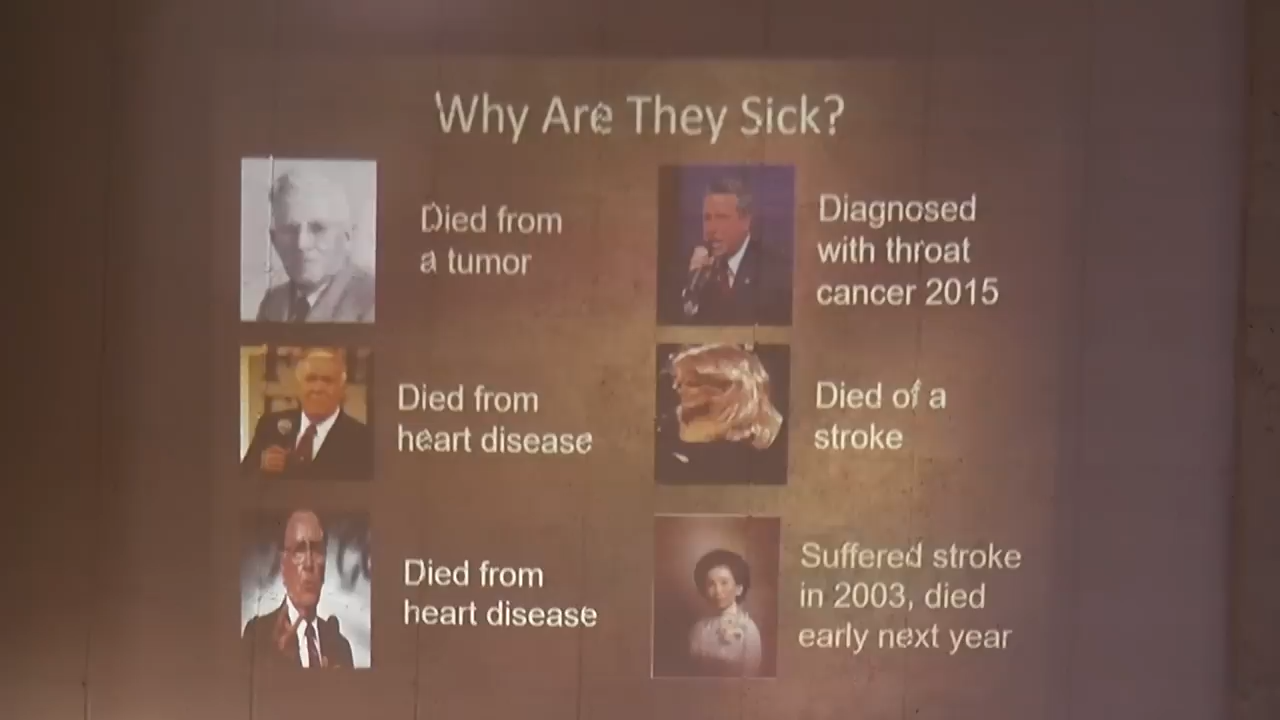 Why Are They Sick?
Died from
a tumor
Diagnosed
with throat
cancer 2015
Died from
heart disease
Died of a
stroke
Died from
heart disease
Suffered stroke
in 2003, died
early next year